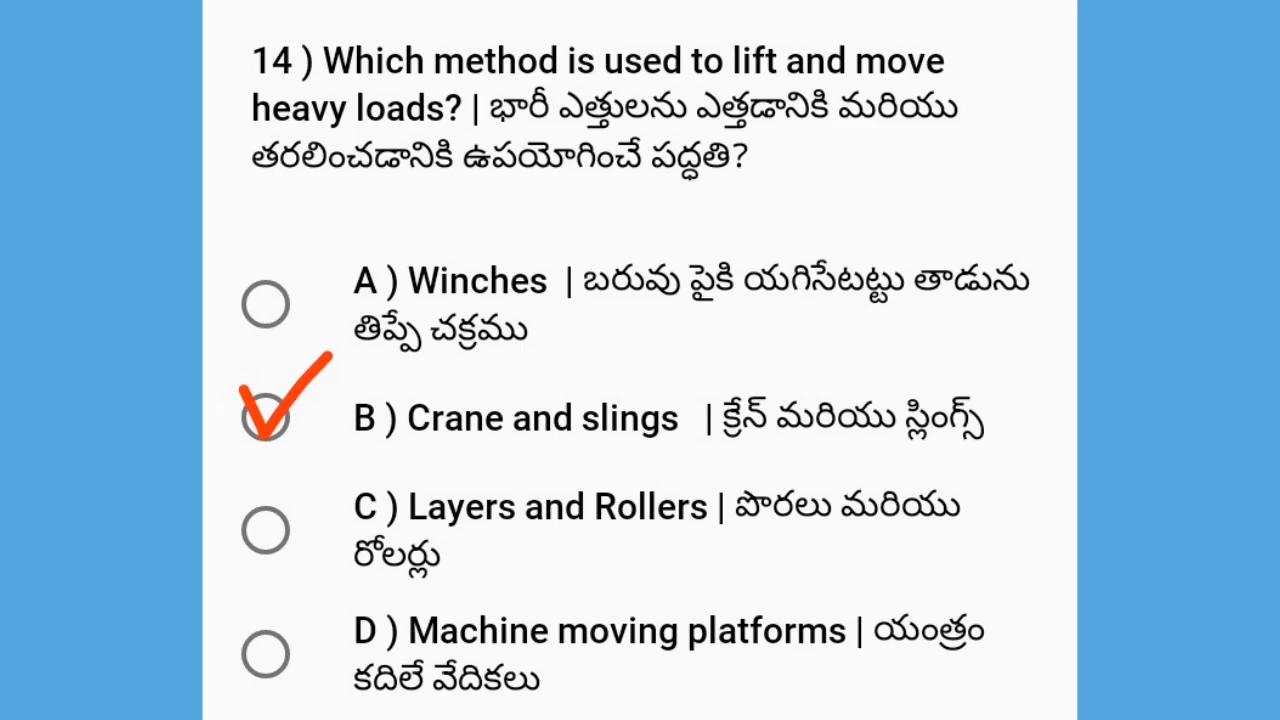 14 ) Which method is used to lift and move
heavy loads? | భారీ ఎత్తులను ఎత్తడానికి మరియు
తరలించడానికి ఉపయోగించే పద్ధతి?
A ) Winches | బరువు పైకి యగిసేటట్టు తాడును
తిప్పే చక్రము
B ) Crane and slings | క్రేన్ మరియు స్లింగ్స్
C ) Layers and Rollers | పొరలు మరియు
రోలర్లు
D ) Machine moving platforms | యంత్రం
కదిలే వేదికలు